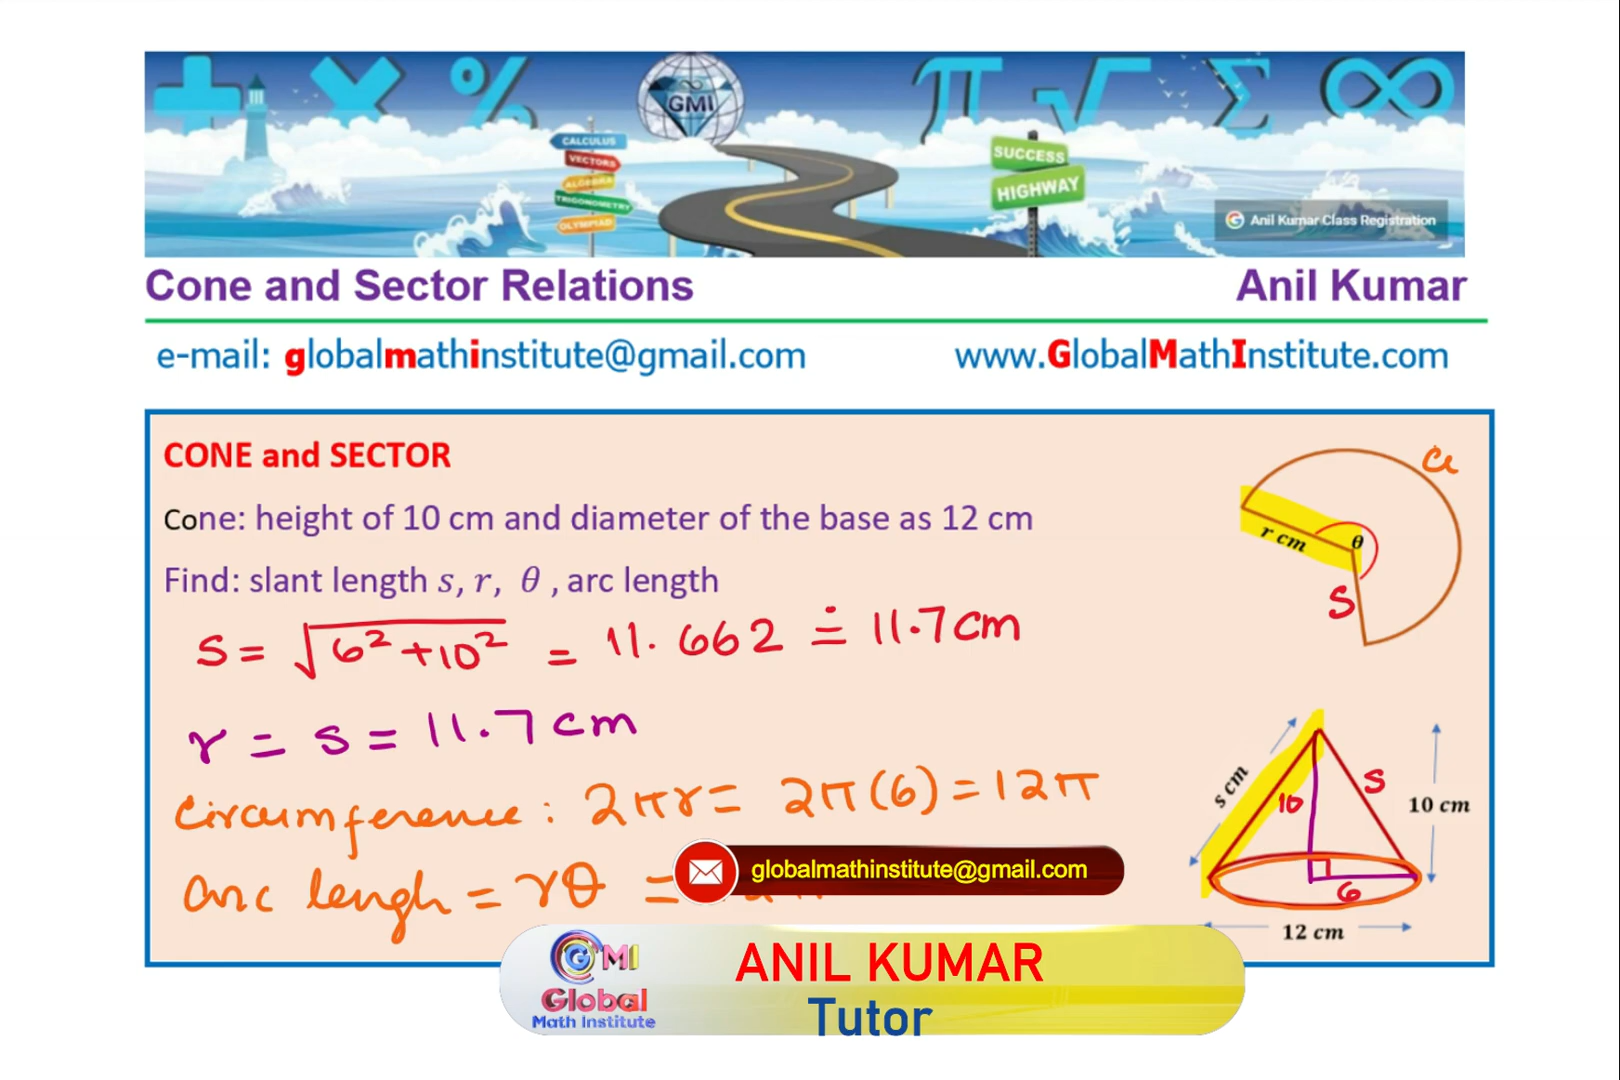 GMI
CALCULUS
VECTORS
ALGEBRA
TRIGONOMETRY
OLYMPIAD
SUCCESS
HIGHWAY
Anil Kumar Class Registration
Cone and Sector Relations Anil Kumar
e-mail: globalmathinstitute@gmail.com www.GlobalMathInstitute.com
CONE and SECTOR
Cone: height of 10 cm and diameter of the base as 12 cm
Find: slant length s, r, θ , arc length
s = √6² + 10² = 11.662 ≐ 11.7 cm
r = s = 11.7 cm
Circumference: 2πr = 2π(6) = 12π
arc lengh = rθ =
a
r cm
θ
S
s cm
10
S
10 cm
6
12 cm
globalmathinstitute@gmail.com
GMI
Global
Math Institute
ANIL KUMAR
Tutor